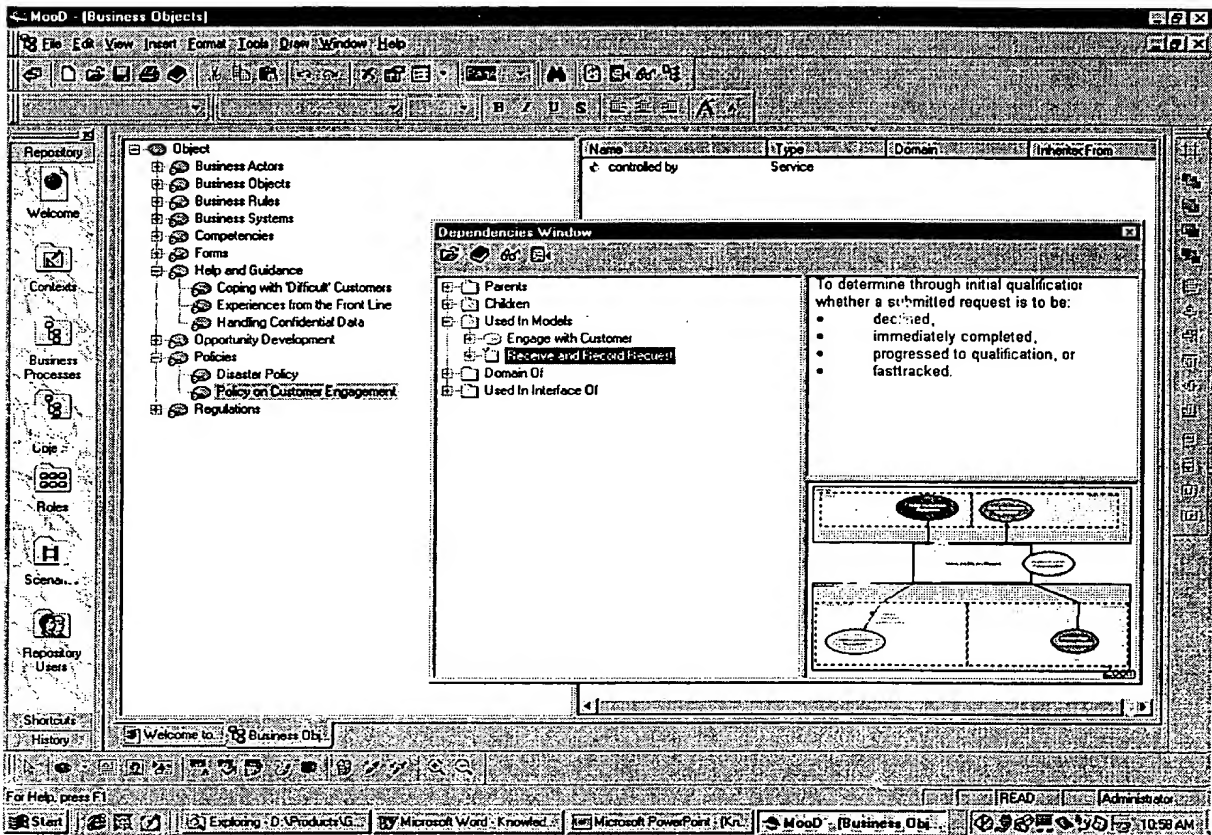 MooD - [Business Objects]
File Edit View Insert Format Tools Draw Window Help
B I U S
Repository
Welcome
Contexts
Business
Processes
Roles
Repository
Users
Shortcuts
History
Object
Business Actors
Business Objects
Business Rules
Business Systems
Competencies
Forms
Help and Guidance
Coping with 'Difficult' Customers
Experiences from the Front Line
Handling Confidential Data
Opportunity Development
Policies
Disaster Policy
Policy on Customer Engagement
Regulations
Name Type Domain Inherited From
controlled by Service
Dependencies Window
Parents
Children
Used In Models
Engage with Customer
Receive and Record Request
Domain Of
Used In Interface Of
To determine through initial qualification
whether a submitted request is to be:
• declined,
• immediately completed,
• progressed to qualification, or
• fasttracked.
Zoom
Welcome to... Business Obj...
For Help, press F1
READ Administrator
Start Exploring - D:\Products\G... Microsoft Word - Knowled... Microsoft PowerPoint - [Kn... MooD - [Business Obj... 10:58 AM